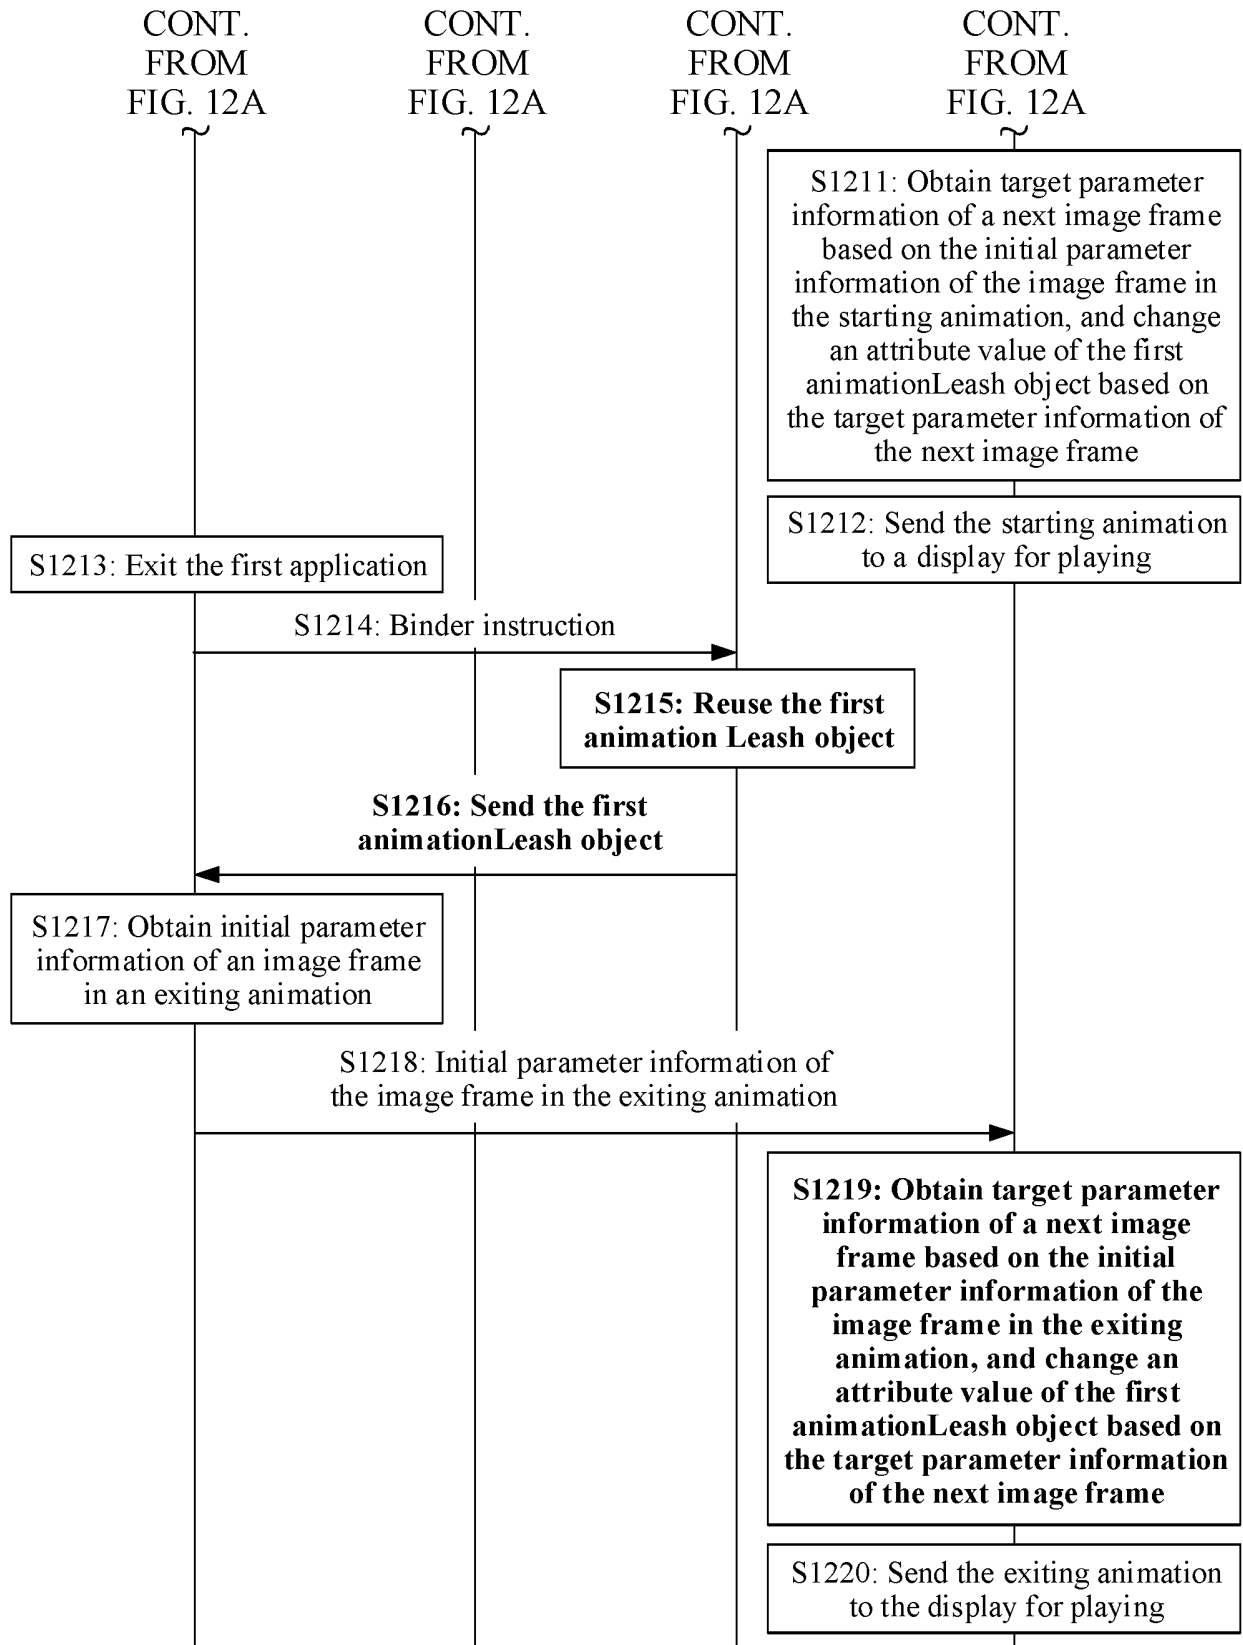 CONT.
FROM
FIG. 12A
CONT.
FROM
FIG. 12A
CONT.
FROM
FIG. 12A
CONT.
FROM
FIG. 12A
S1211: Obtain target parameter
information of a next image frame
based on the initial parameter
information of the image frame in
the starting animation, and change
an attribute value of the first
animationLeash object based on
the target parameter information of
the next image frame
S1212: Send the starting animation
to a display for playing
S1213: Exit the first application
S1214: Binder instruction
S1215: Reuse the first
animation Leash object
S1216: Send the first
animationLeash object
S1217: Obtain initial parameter
information of an image frame
in an exiting animation
S1218: Initial parameter information of
the image frame in the exiting animation
S1219: Obtain target parameter
information of a next image
frame based on the initial
parameter information of the
image frame in the exiting
animation, and change an
attribute value of the first
animationLeash object based on
the target parameter information
of the next image frame
S1220: Send the exiting animation
to the display for playing